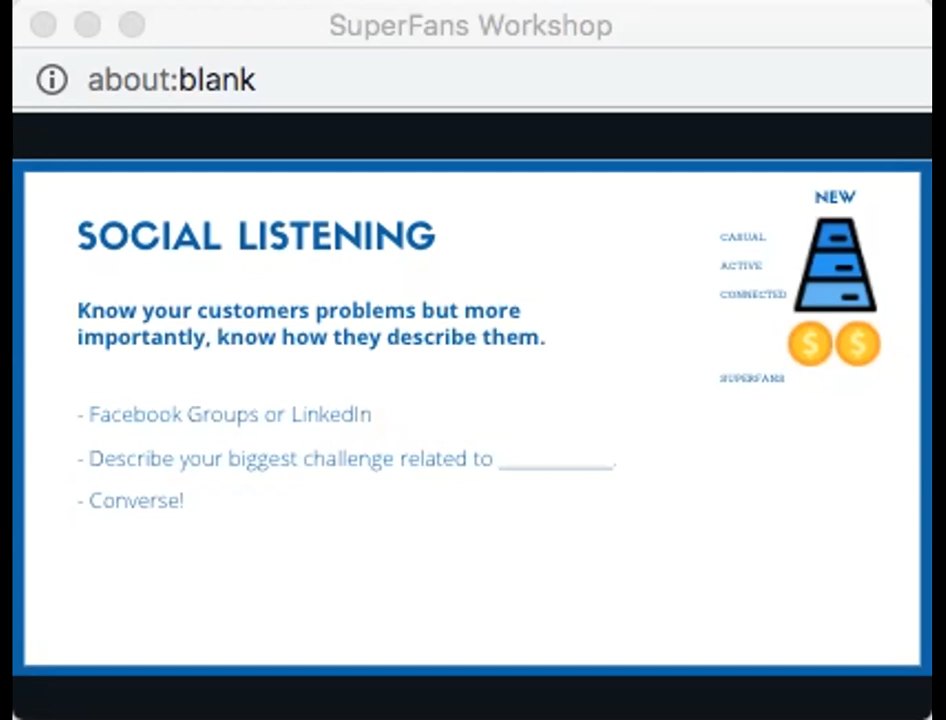 SuperFans Workshop
about:blank
NEW
SOCIAL LISTENING
CASUAL
ACTIVE
CONNECTED
Know your customers problems but more
importantly, know how they describe them.
$ $
SUPERFANS
- Facebook Groups or LinkedIn
- Describe your biggest challenge related to __________.
- Converse!